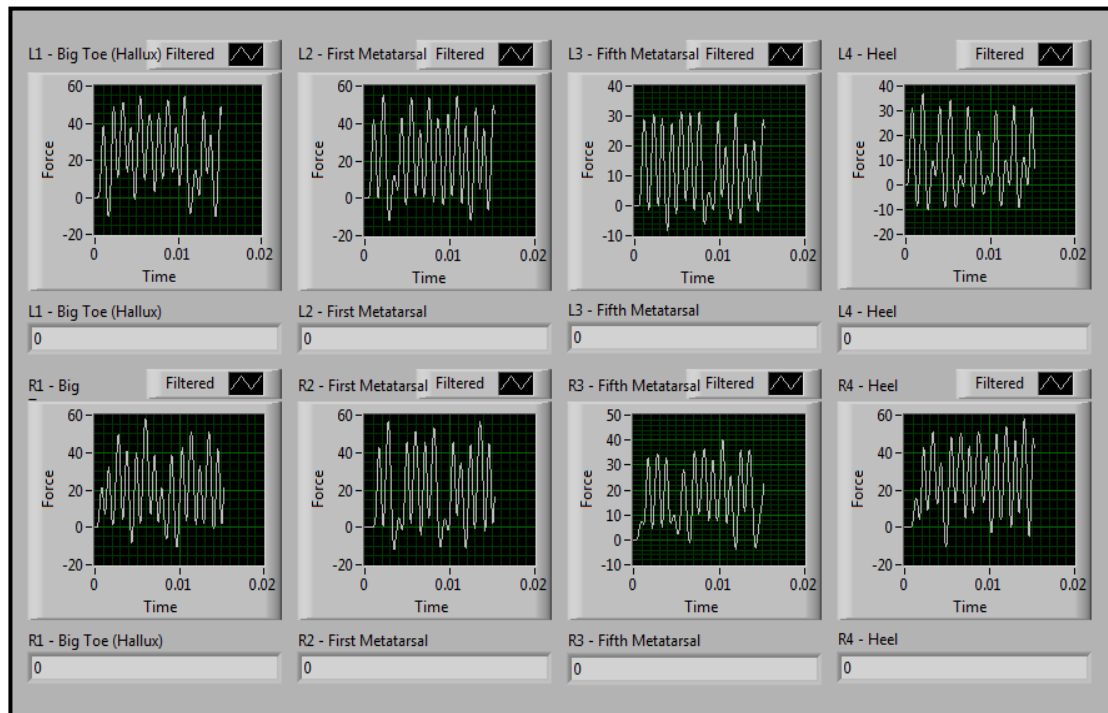 L1 - Big Toe (Hallux) Filtered
60
40
20
0
-20
Force
0 0.01 0.02
Time
L1 - Big Toe (Hallux)
0
L2 - First Metatarsal Filtered
60
40
20
0
-20
Force
0 0.01 0.02
Time
L2 - First Metatarsal
0
L3 - Fifth Metatarsal Filtered
40
30
20
10
0
-10
Force
0 0.01 0.02
Time
L3 - Fifth Metatarsal
0
L4 - Heel Filtered
40
30
20
10
0
-10
-20
Force
0 0.01 0.02
Time
L4 - Heel
0
R1 - Big Filtered
60
40
20
0
-20
Force
0 0.01 0.02
Time
R1 - Big Toe (Hallux)
0
R2 - First Metatarsal Filtered
60
40
20
0
-20
Force
0 0.01 0.02
Time
R2 - First Metatarsal
0
R3 - Fifth Metatarsal Filtered
50
40
30
20
10
0
-10
Force
0 0.01 0.02
Time
R3 - Fifth Metatarsal
0
R4 - Heel Filtered
60
40
20
0
-20
Force
0 0.01 0.02
Time
R4 - Heel
0